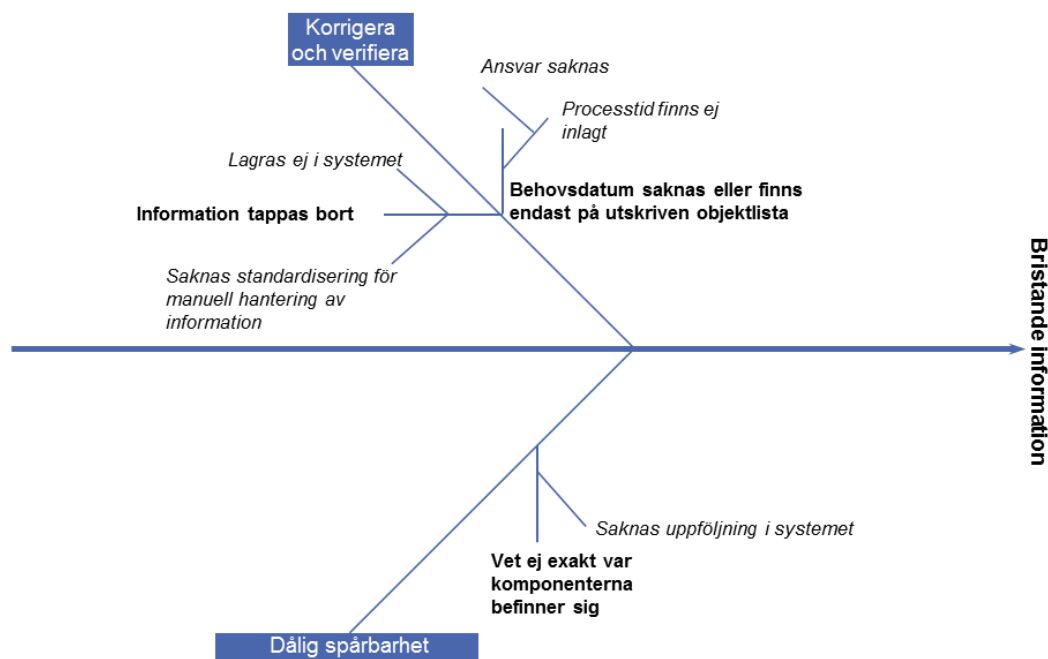 Korrigera
och verifiera
Ansvar saknas
Processtid finns ej
inlagt
Lagras ej i systemet
Behovsdatum saknas eller finns
endast på utskriven objektlista
Information tappas bort
Saknas standardisering för
manuell hantering av
information
Bristande information
Saknas uppföljning i systemet
Vet ej exakt var
komponenterna
befinner sig
Dålig spårbarhet